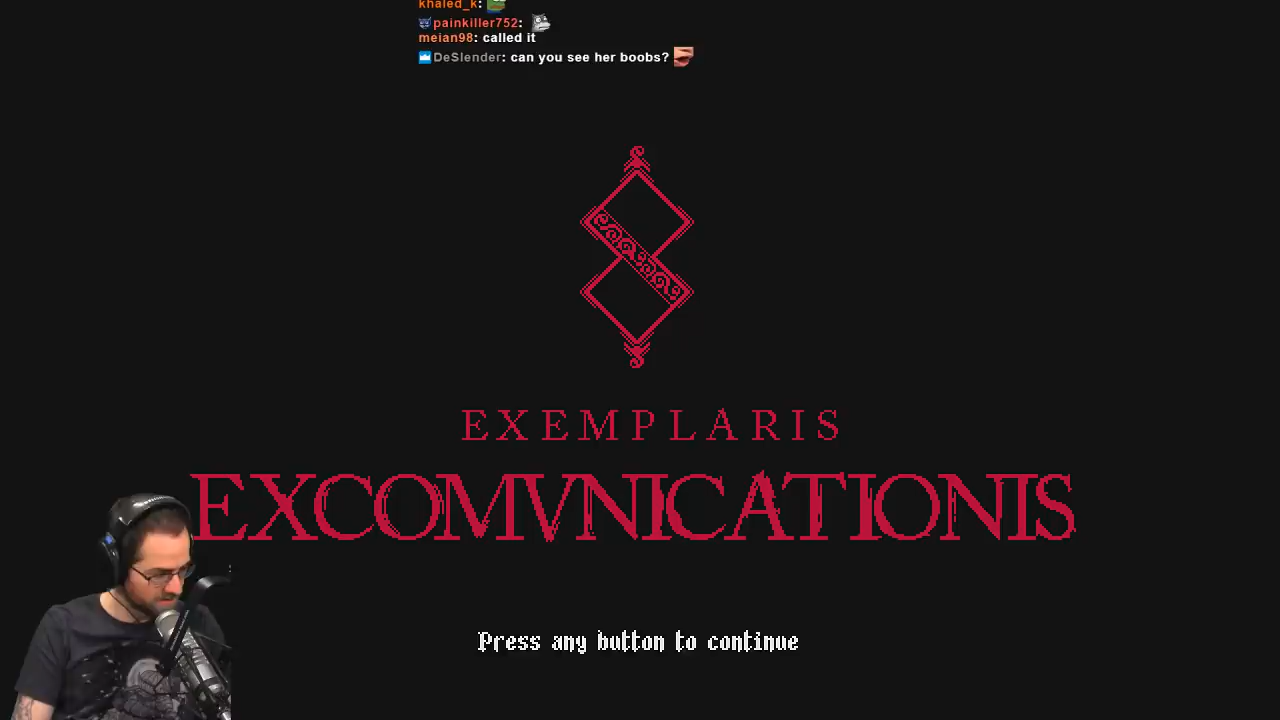 khaled_k:
painkiller752:
meian98: called it
DeSlender: can you see her boobs?
EXEMPLARIS
EXCOMVNICATIONIS
Press any button to continue